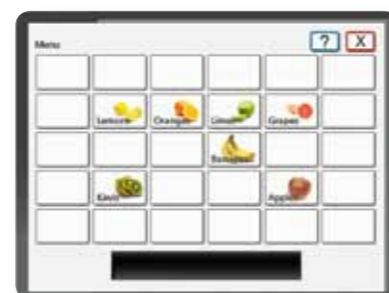 Menu
? X
Lemons Oranges Limes Grapes
Bananas
Kiwis Apples